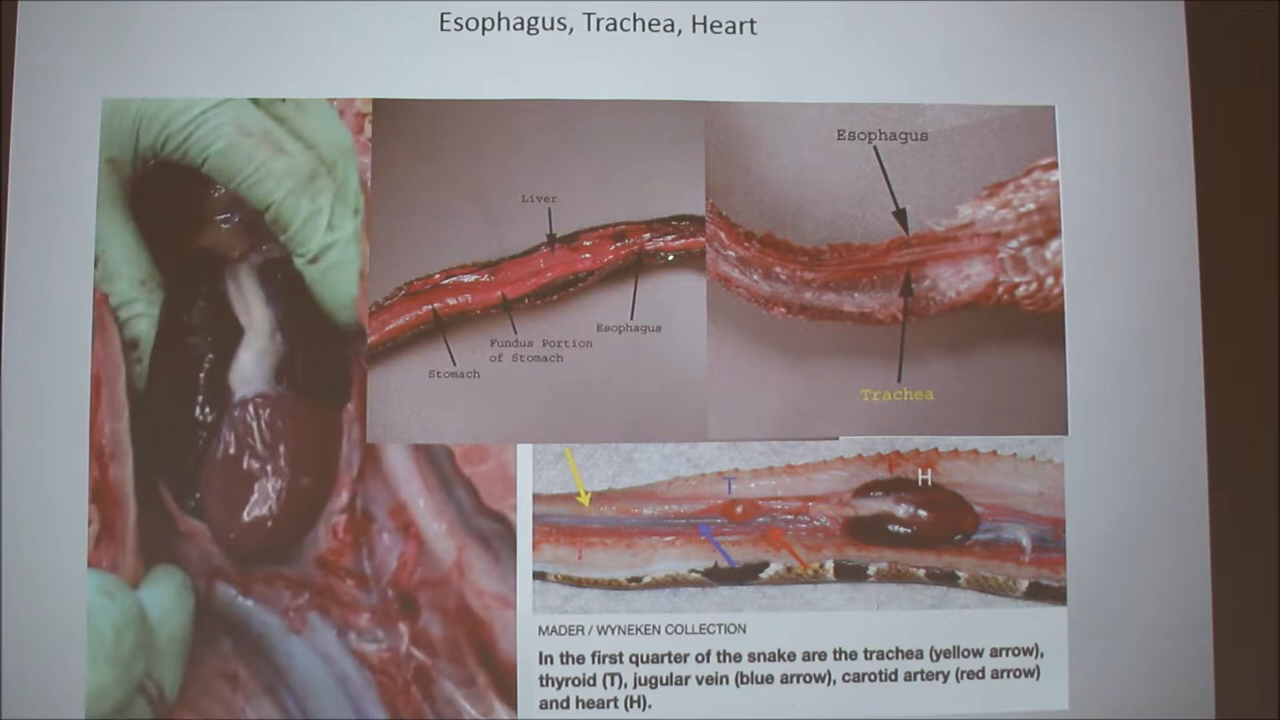 Esophagus, Trachea, Heart
Liver
Esophagus
Fundus Portion
of Stomach
Stomach
Esophagus
Trachea
T
H
MADER / WYNEKEN COLLECTION
In the first quarter of the snake are the trachea (yellow arrow),
thyroid (T), jugular vein (blue arrow), carotid artery (red arrow)
and heart (H).